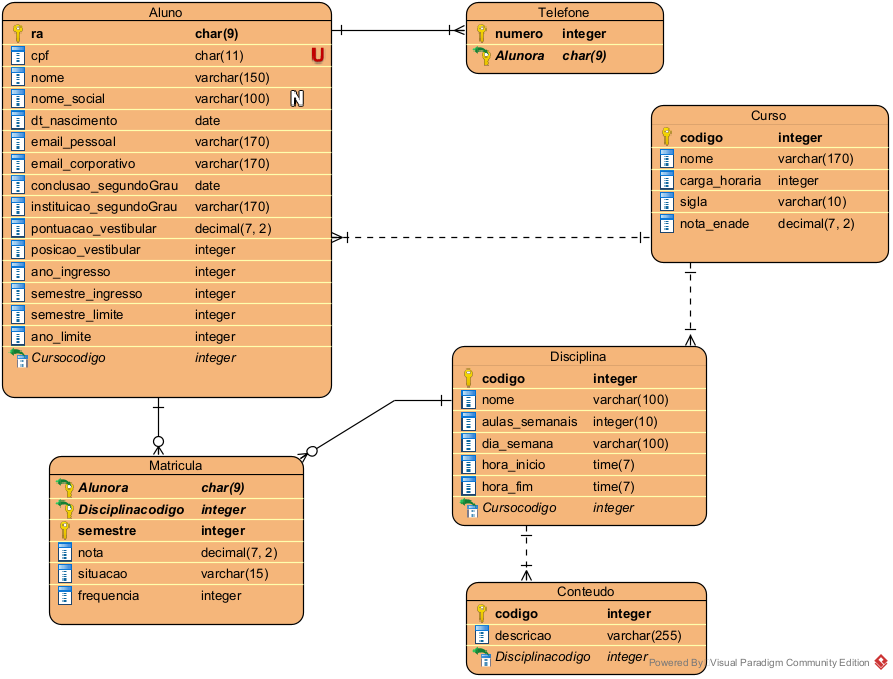 Aluno
ra char(9)
cpf char(11) U
nome varchar(150)
nome_social varchar(100) N
dt_nascimento date
email_pessoal varchar(170)
email_corporativo varchar(170)
conclusao_segundoGrau date
instituicao_segundoGrau varchar(170)
pontuacao_vestibular decimal(7, 2)
posicao_vestibular integer
ano_ingresso integer
semestre_ingresso integer
semestre_limite integer
ano_limite integer
Cursocodigo integer
Telefone
numero integer
Alunora char(9)
Curso
codigo integer
nome varchar(170)
carga_horaria integer
sigla varchar(10)
nota_enade decimal(7, 2)
Disciplina
codigo integer
nome varchar(100)
aulas_semanais integer(10)
dia_semana varchar(100)
hora_inicio time(7)
hora_fim time(7)
Cursocodigo integer
Matricula
Alunora char(9)
Disciplinacodigo integer
semestre integer
nota decimal(7, 2)
situacao varchar(15)
frequencia integer
Conteudo
codigo integer
descricao varchar(255)
Disciplinacodigo integer
Powered By Visual Paradigm Community Edition